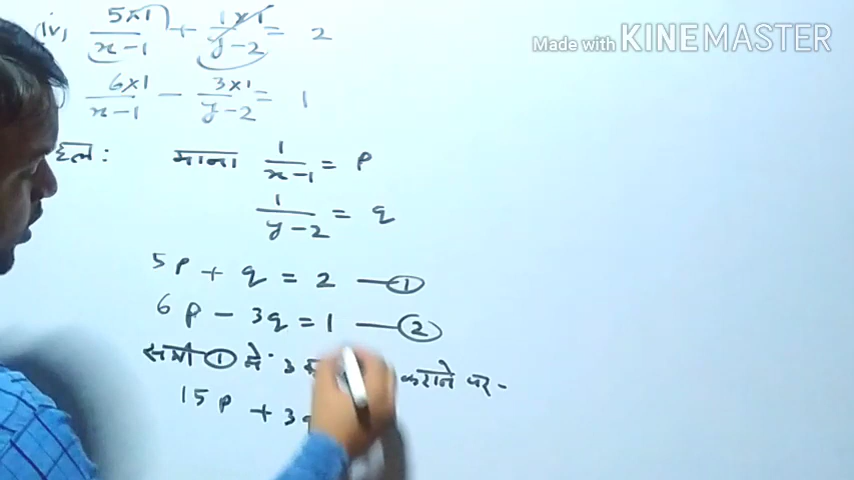 Made with KINEMASTER
iv) 5×1/x-1 + 1×1/y-2 = 2
6×1/x-1 - 3×1/y-2 = 1
हल :
माना 1/x-1 = p
1/y-2 = q
5p + q = 2 — 1
6p - 3q = 1 — 2
समी 1 मे 3 कराने पर -
15p + 3q